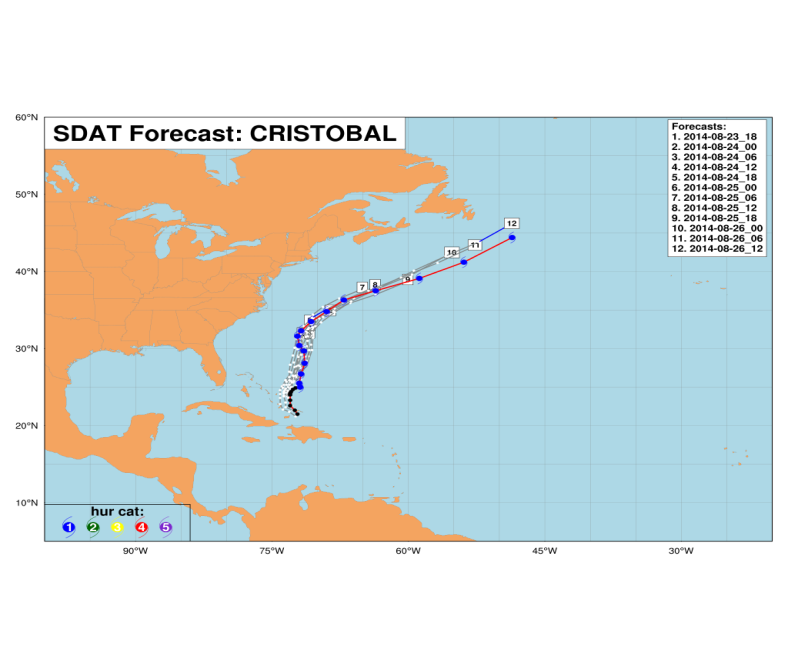 60°N
SDAT Forecast: CRISTOBAL
Forecasts:
1. 2014-08-23_18
2. 2014-08-24_00
3. 2014-08-24_06
4. 2014-08-24_12
5. 2014-08-24_18
6. 2014-08-25_00
7. 2014-08-25_06
8. 2014-08-25_12
9. 2014-08-25_18
10. 2014-08-26_00
11. 2014-08-26_06
12. 2014-08-26_12
50°N
12
11
10
40°N
9
8
7
30°N
20°N
10°N
hur cat:
1 2 3 4 5
90°W 75°W 60°W 45°W 30°W